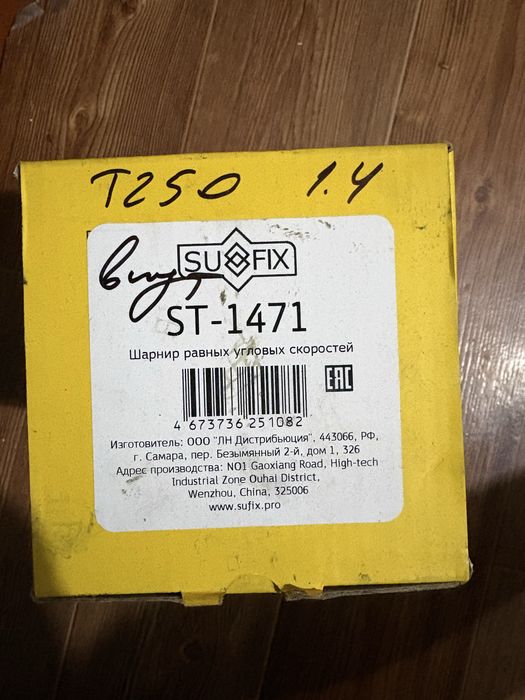 T250 1.4
внут
SUFIX
ST-1471
Шарнир равных угловых скоростей
EAC
4 673736 251082
Изготовитель: ООО "ЛН Дистрибьюция", 443066, РФ,
г. Самара, пер. Безымянный 2-й, дом 1, 326
Адрес производства: NO1 Gaoxiang Road, High-tech
Industrial Zone Ouhai District,
Wenzhou, China, 325006
www.sufix.pro